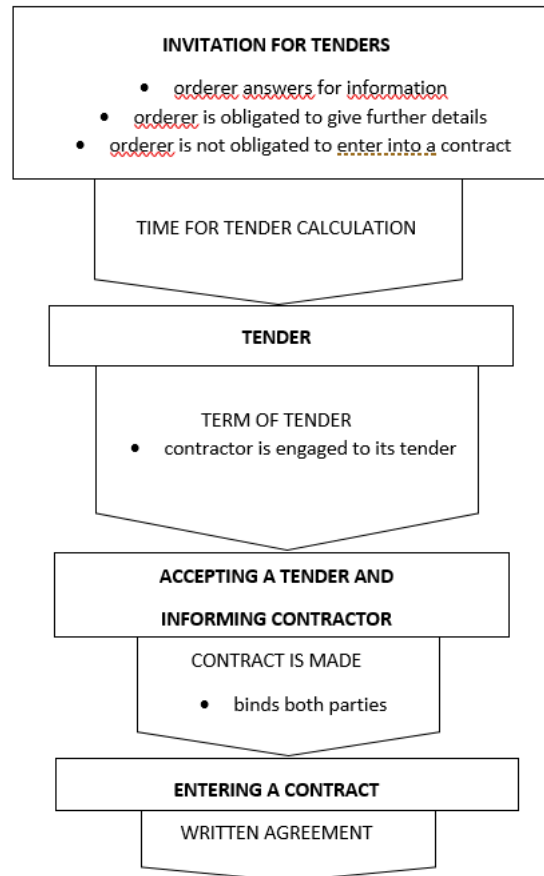 INVITATION FOR TENDERS
• orderer answers for information
• orderer is obligated to give further details
• orderer is not obligated to enter into a contract
TIME FOR TENDER CALCULATION
TENDER
TERM OF TENDER
• contractor is engaged to its tender
ACCEPTING A TENDER AND
INFORMING CONTRACTOR
CONTRACT IS MADE
• binds both parties
ENTERING A CONTRACT
WRITTEN AGREEMENT